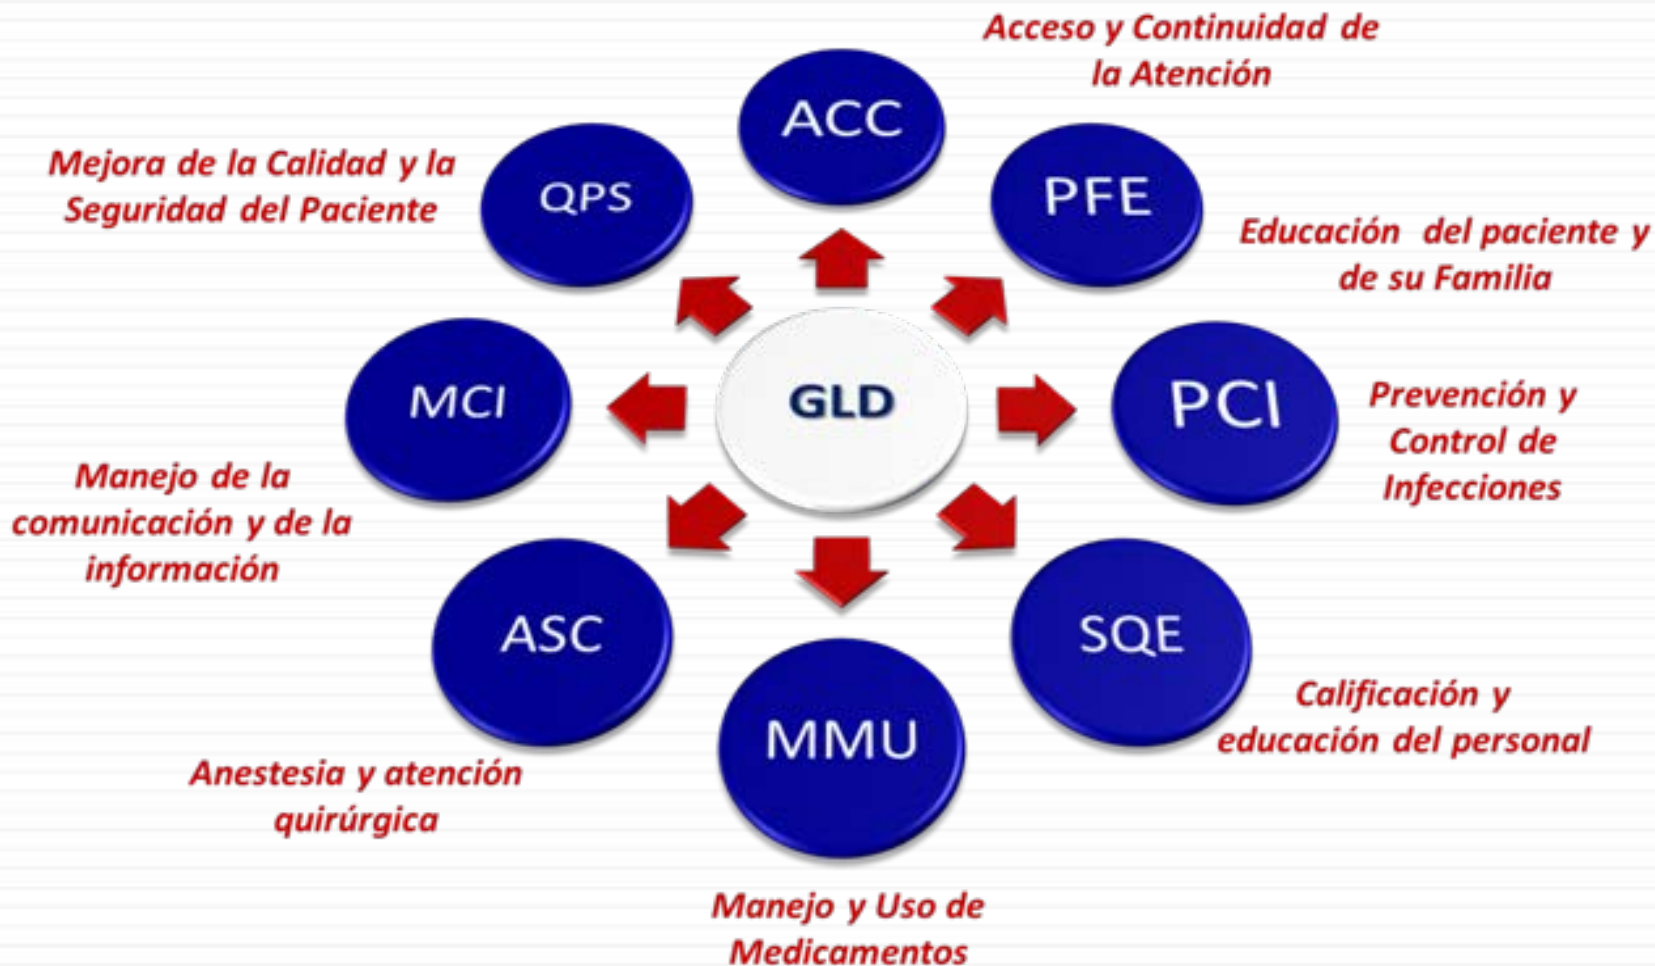 Acceso y Continuidad de
la Atención
ACC
Mejora de la Calidad y la
Seguridad del Paciente
QPS
PFE
Educación del paciente y
de su Familia
MCI
GLD
PCI
Prevención y
Control de
Infecciones
Manejo de la
comunicación y de la
información
ASC
SQE
MMU
Calificación y
educación del personal
Anestesia y atención
quirúrgica
Manejo y Uso de
Medicamentos